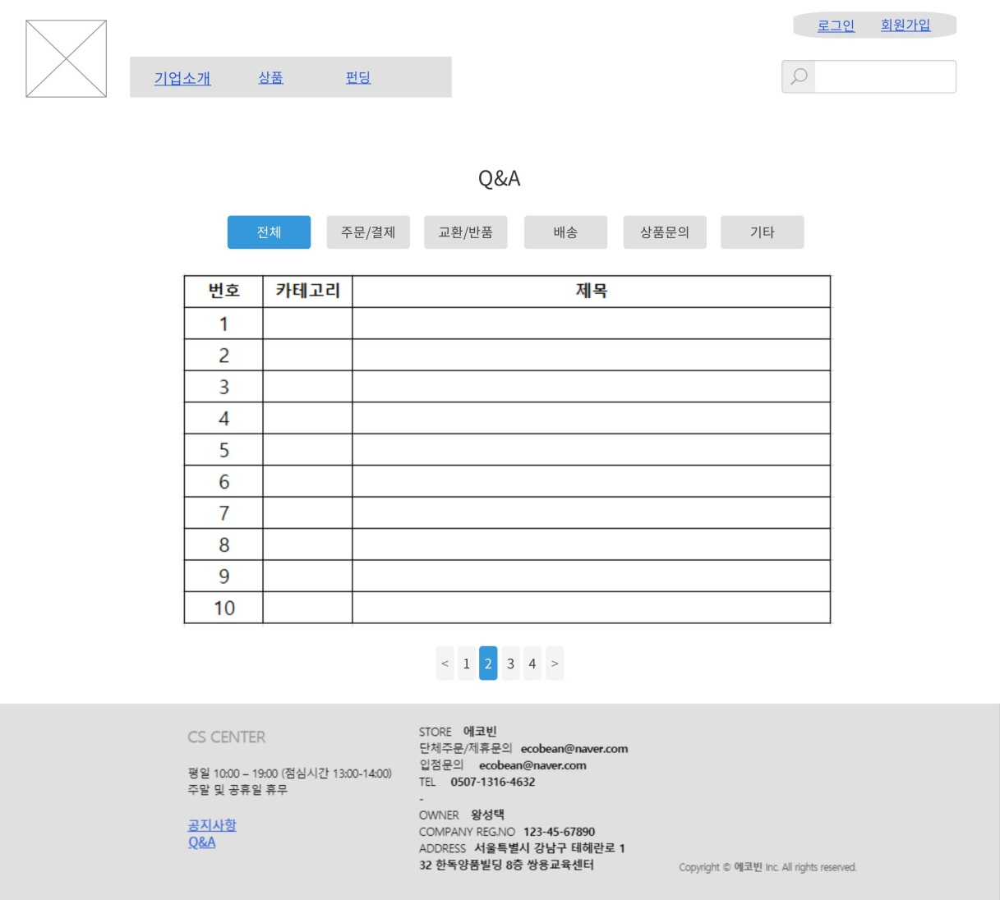 로그인 회원가입
기업소개 상품 펀딩
Q&A
전체 주문/결제 교환/반품 배송 상품문의 기타
번호 카테고리 제목
1
2
3
4
5
6
7
8
9
10
< 1 2 3 4 >
CS CENTER
평일 10:00 – 19:00 (점심시간 13:00-14:00)
주말 및 공휴일 휴무
공지사항
Q&A
STORE 에코빈
단체주문/제휴문의 ecobean@naver.com
입점문의 ecobean@naver.com
TEL 0507-1316-4632
-
OWNER 왕성택
COMPANY REG.NO 123-45-67890
ADDRESS 서울특별시 강남구 테헤란로 1
32 한독약품빌딩 8층 쌍용교육센터
Copyright © 에코빈 Inc. All rights reserved.